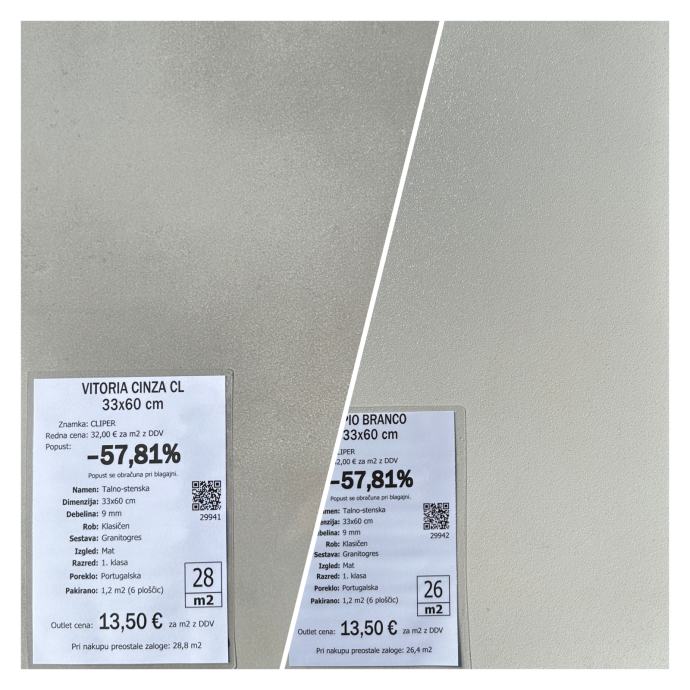 VITORIA CINZA CL
33x60 cm
Znamka: CLIPER
Redna cena: 32,00 € za m2 z DDV
Popust:
–57,81%
Popust se obračuna pri blagajni.
Namen: Talno-stenska
Dimenzija: 33x60 cm
Debelina: 9 mm
29941
Rob: Klasičen
Sestava: Granitogres
Izgled: Mat
Razred: 1. klasa
Poreklo: Portugalska
Pakirano: 1,2 m2 (6 ploščic)
28
m2
Outlet cena: 13,50 € za m2 z DDV
Pri nakupu preostale zaloge: 28,8 m2
PIO BRANCO
33x60 cm
LIPER
2,00 € za m2 z DDV
–57,81%
Popust se obračuna pri blagajni.
men: Talno-stenska
enzija: 33x60 cm
belina: 9 mm
29942
Rob: Klasičen
Sestava: Granitogres
Izgled: Mat
Razred: 1. klasa
Poreklo: Portugalska
Pakirano: 1,2 m2 (6 ploščic)
26
m2
Outlet cena: 13,50 € za m2 z DDV
Pri nakupu preostale zaloge: 26,4 m2